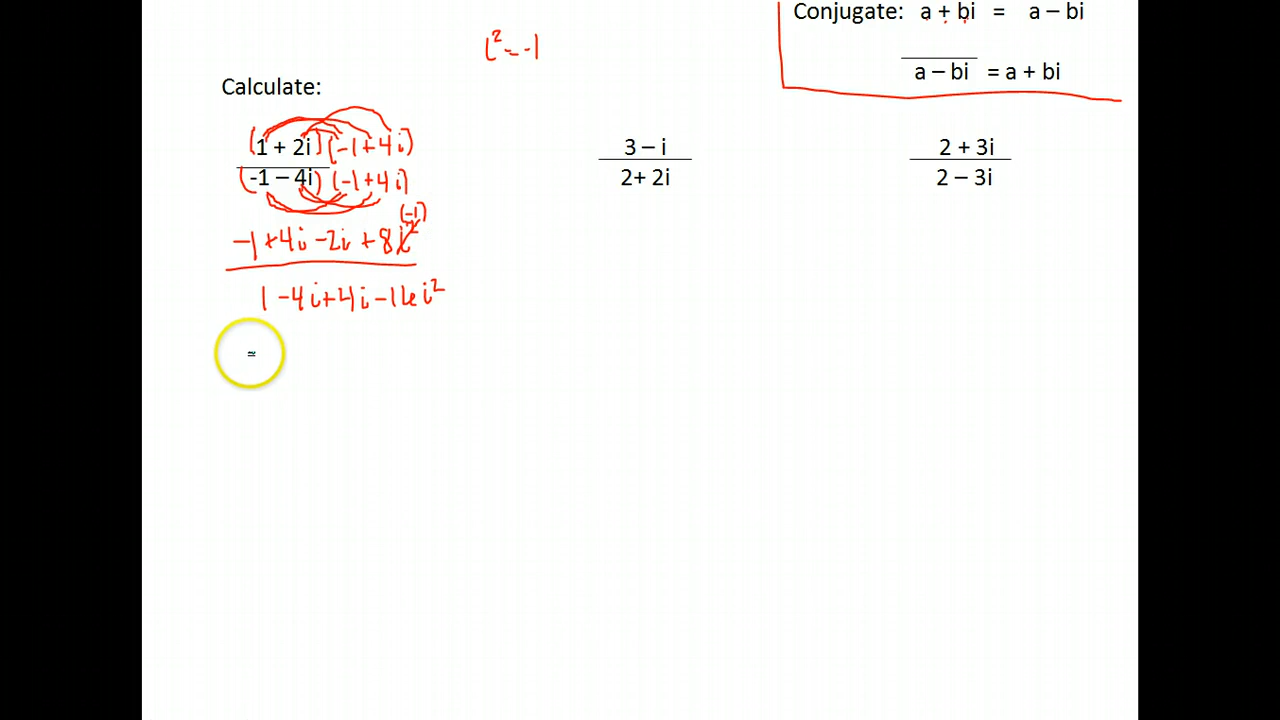 Conjugate: a + bi = a – bi
i² = -1
a – bi = a + bi
Calculate:
(1 + 2i)(-1+4i)
(-1 – 4i)(-1+4i)
3 – i
2+ 2i
2 + 3i
2 – 3i
(-1)
-1+4i-2i+8i²
1-4i+4i-16i²
=